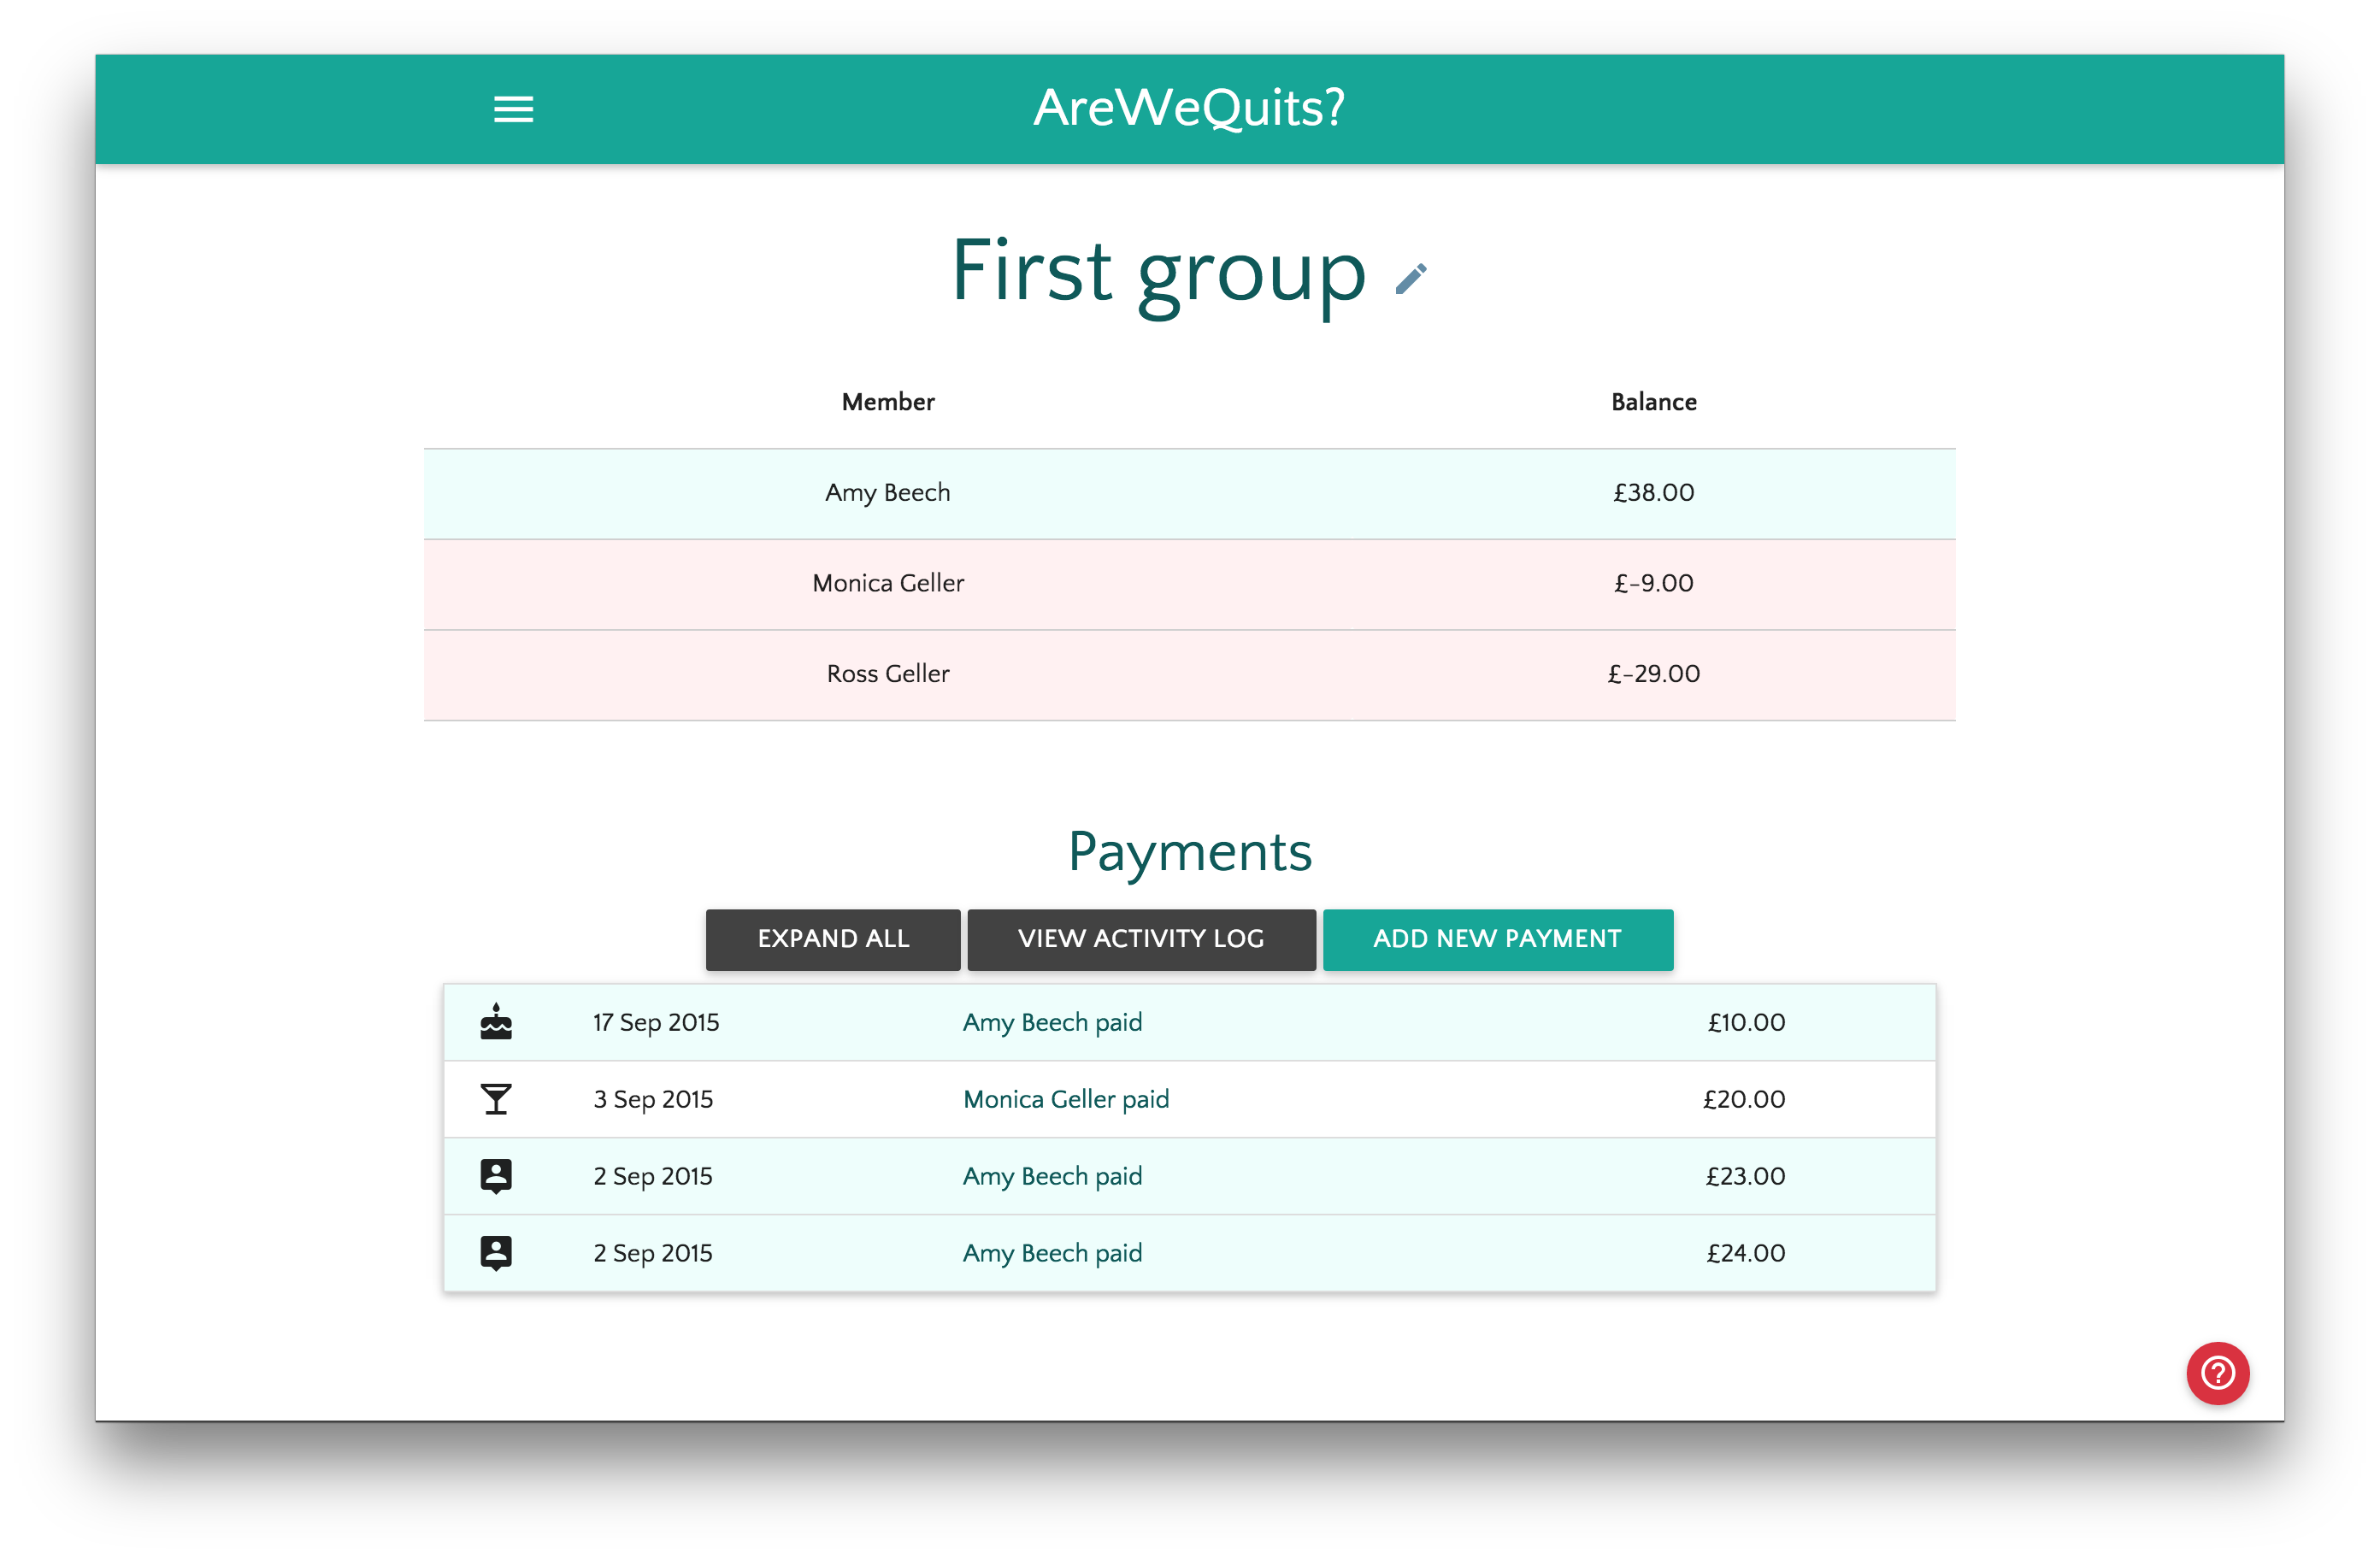 AreWeQuits?
First group
Member Balance
Amy Beech £38.00
Monica Geller £-9.00
Ross Geller £-29.00
Payments
EXPAND ALL VIEW ACTIVITY LOG ADD NEW PAYMENT
17 Sep 2015 Amy Beech paid £10.00
3 Sep 2015 Monica Geller paid £20.00
2 Sep 2015 Amy Beech paid £23.00
2 Sep 2015 Amy Beech paid £24.00
?